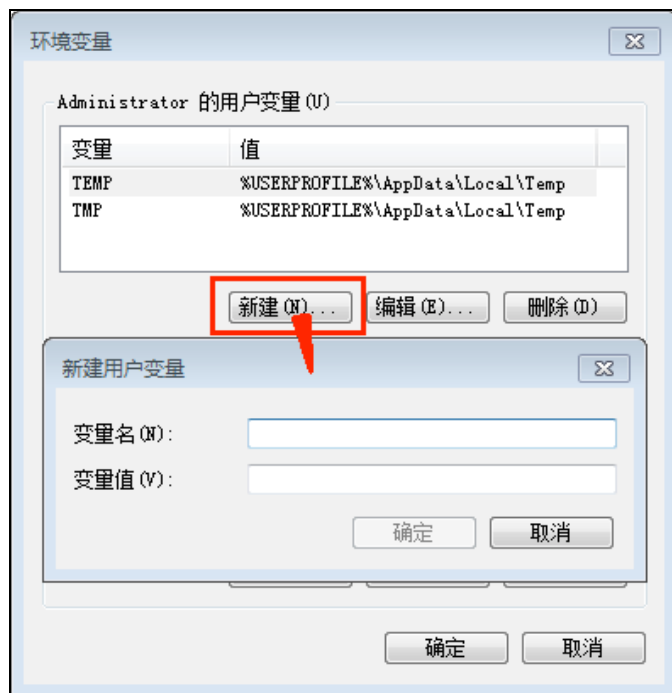 环境变量
Administrator 的用户变量(U)
变量 值
TEMP %USERPROFILE%\AppData\Local\Temp
TMP %USERPROFILE%\AppData\Local\Temp
新建(N)... 编辑(E)... 删除(D)
新建用户变量
变量名(N):
变量值(V):
确定 取消
确定 取消